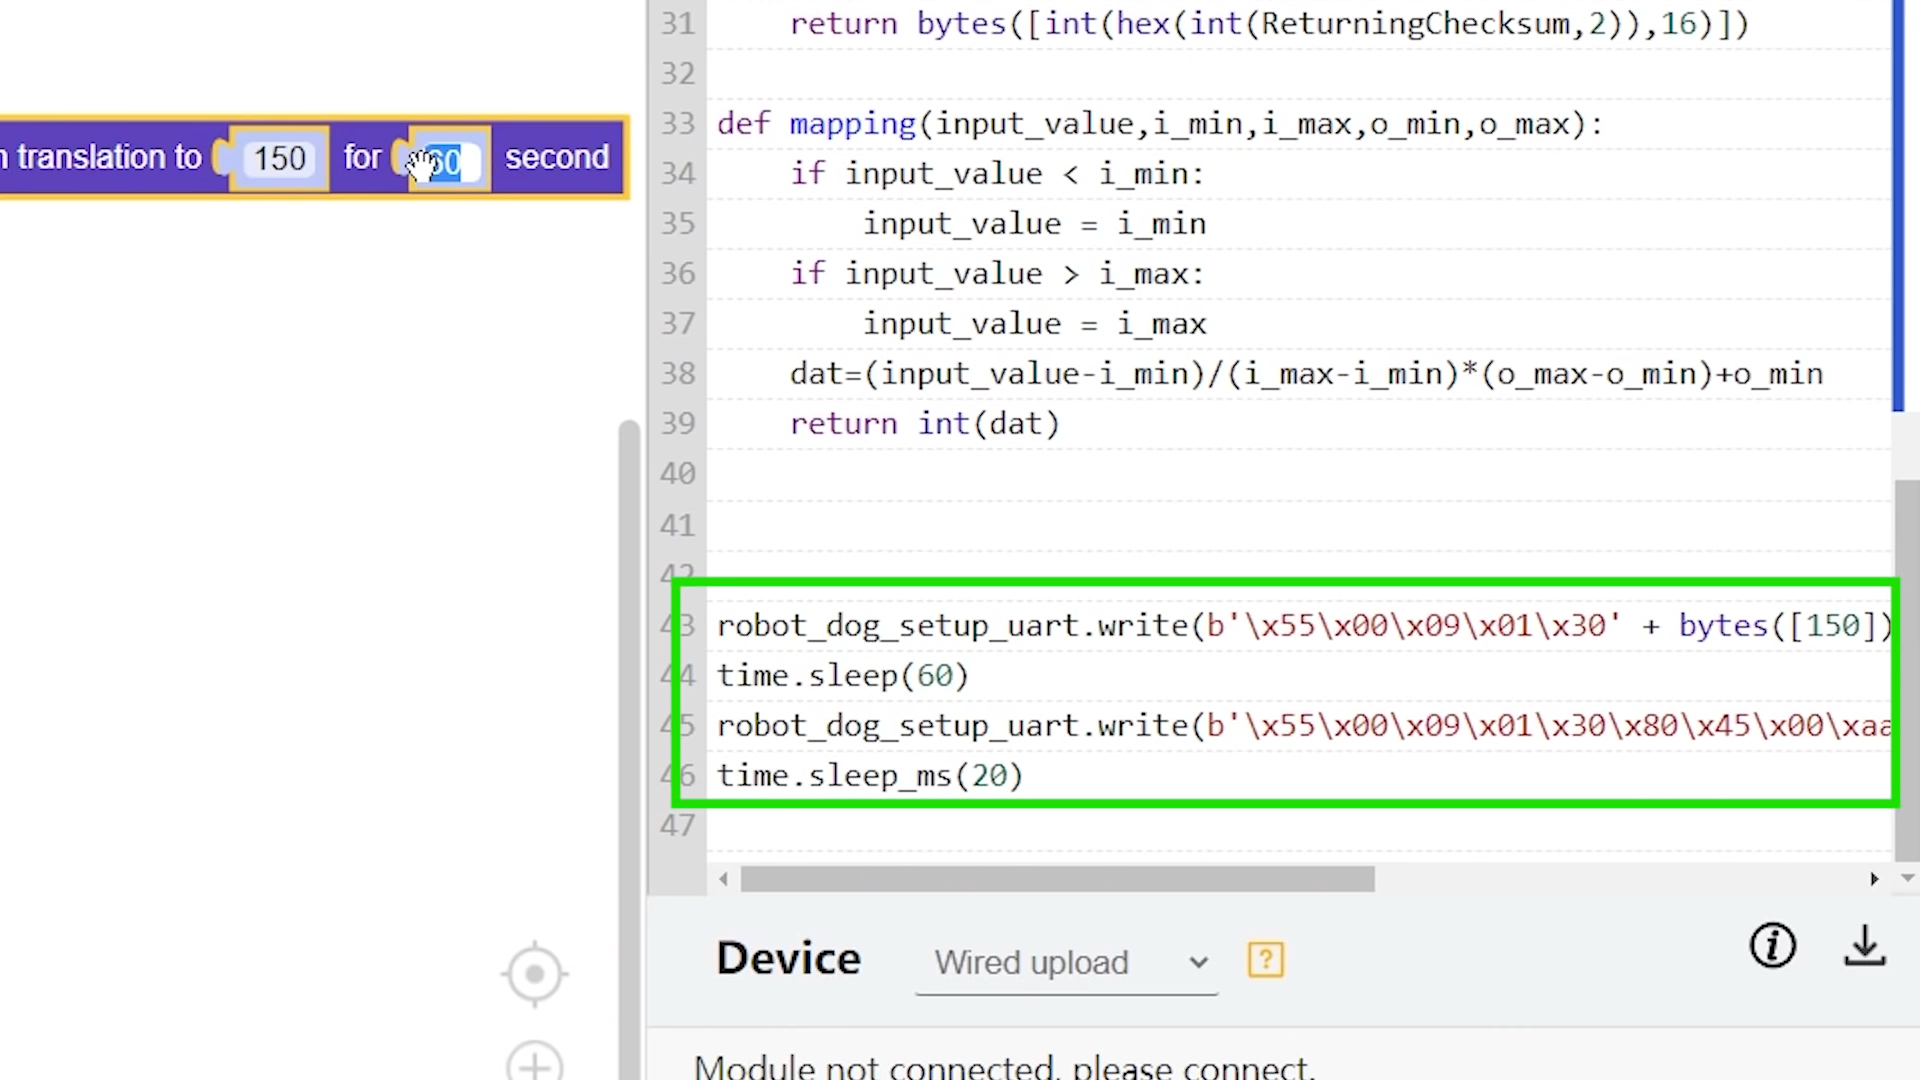 translation to 150 for 60 second
31 return bytes([int(hex(int(ReturningChecksum,2)),16)])
32
33 def mapping(input_value,i_min,i_max,o_min,o_max):
34 if input_value < i_min:
35 input_value = i_min
36 if input_value > i_max:
37 input_value = i_max
38 dat=(input_value-i_min)/(i_max-i_min)*(o_max-o_min)+o_min
39 return int(dat)
40
41
42
43 robot_dog_setup_uart.write(b'\x55\x00\x09\x01\x30' + bytes([150])
44 time.sleep(60)
45 robot_dog_setup_uart.write(b'\x55\x00\x09\x01\x30\x80\x45\x00\xaa
46 time.sleep_ms(20)
47
Device Wired upload ?
Module not connected, please connect.